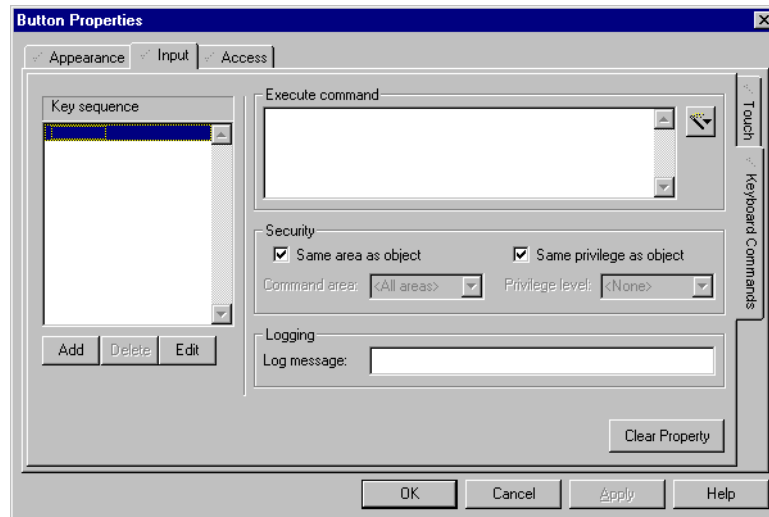 Button Properties
Appearance Input Access
Key sequence
Execute command
Touch
Keyboard Commands
Security
Same area as object Same privilege as object
Command area: <All areas> Privilege level: <None>
Add Delete Edit
Logging
Log message:
Clear Property
OK Cancel Apply Help